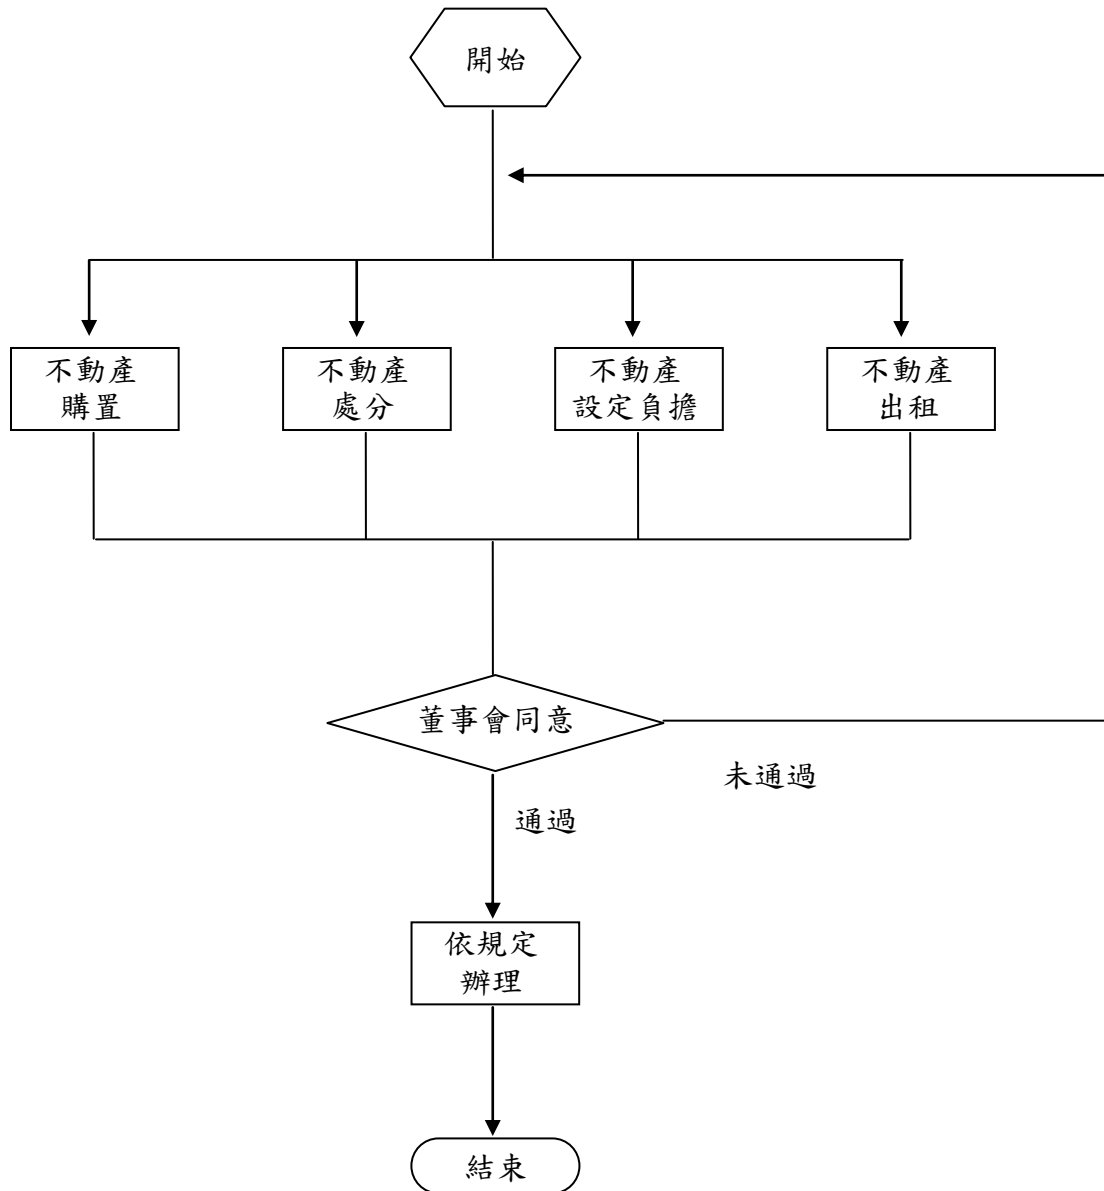 開始
不動產
購置
不動產
處分
不動產
設定負擔
不動產
出租
董事會同意
未通過
通過
依規定
辦理
結束